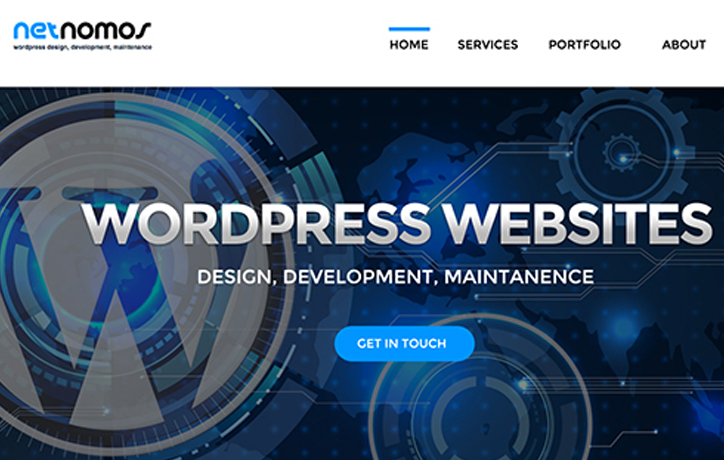 netnomos
wordpress design, development, maintenance
HOME SERVICES PORTFOLIO ABOUT
WORDPRESS WEBSITES
DESIGN, DEVELOPMENT, MAINTANENCE
GET IN TOUCH